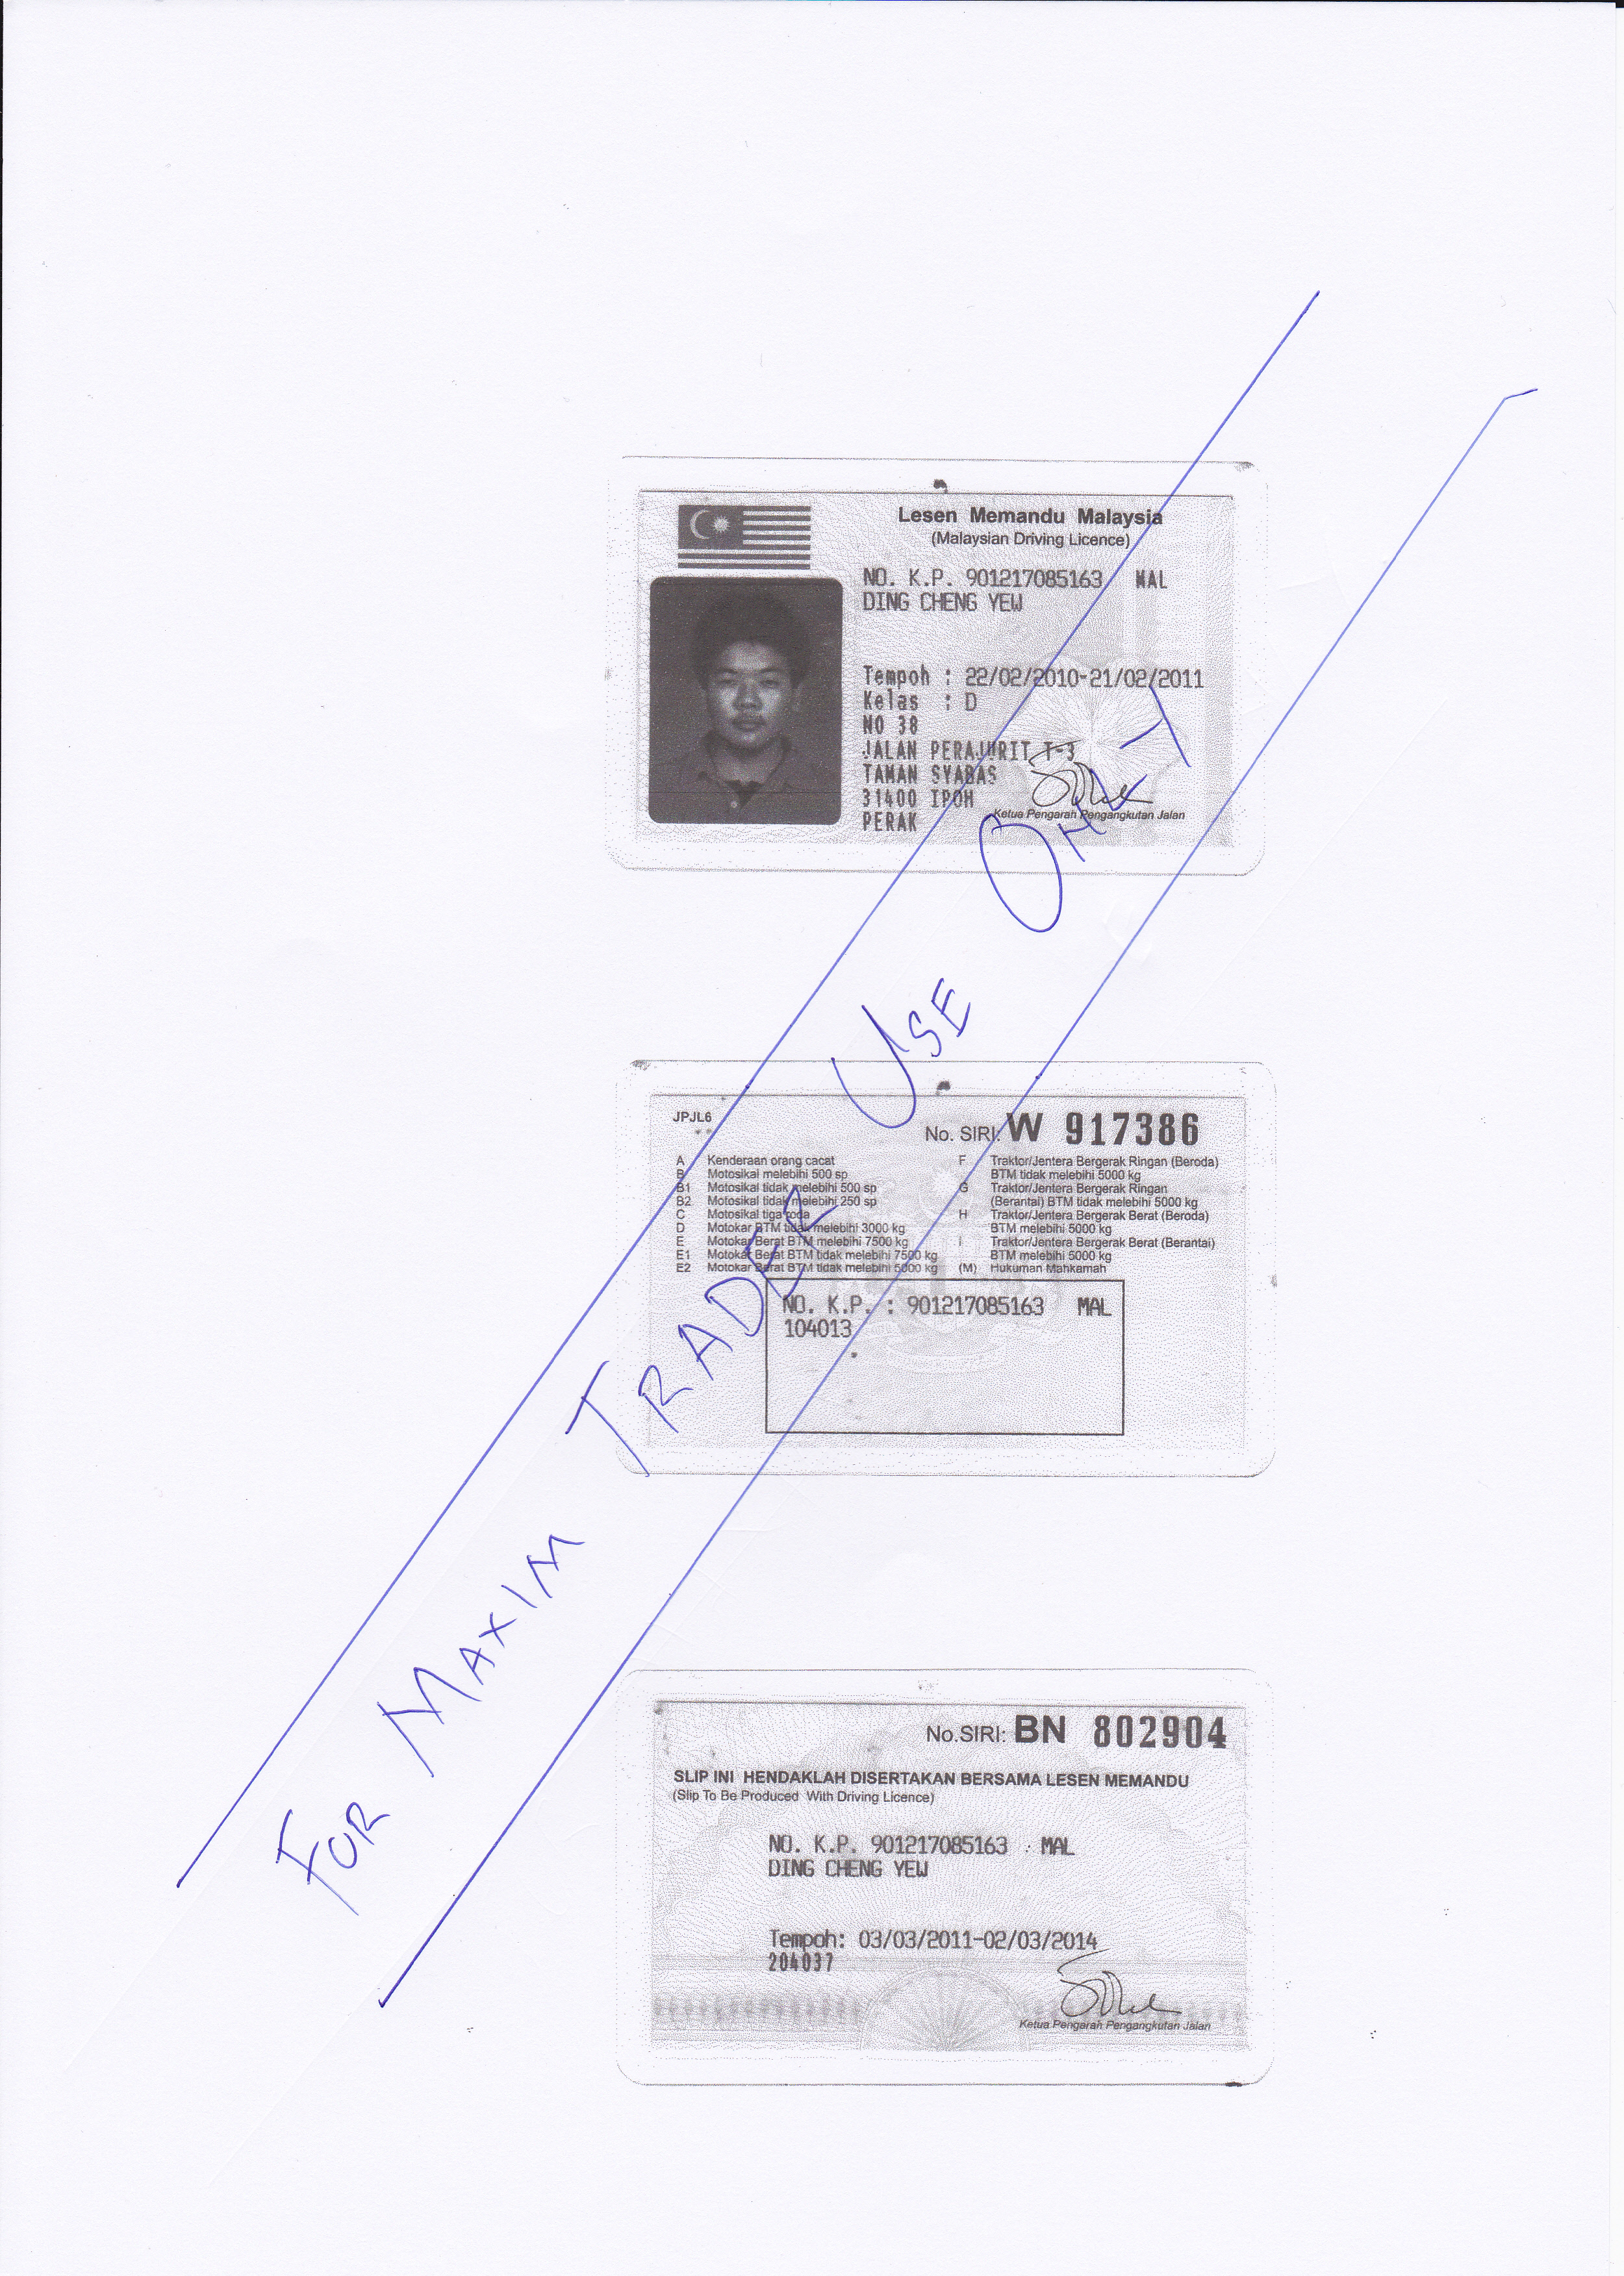 Lesen Memandu Malaysia
(Malaysian Driving Licence)
NO. K.P. 901217085163 MAL
DING CHENG YEW
Tempoh : 22/02/2010-21/02/2011
Kelas : D
NO 38
JALAN PERAJURIT T-3
TAMAN SYABAS
31400 IPOH
PERAK
Ketua Pengarah Pengangkutan Jalan
JPJL6
No. SIRI: W 917386
A Kenderaan orang cacat
B Motosikal melebihi 500 sp
B1 Motosikal tidak melebihi 500 sp
B2 Motosikal tidak melebihi 250 sp
C Motosikal tiga roda
D Motokar BTM tidak melebihi 3000 kg
E Motokar Berat BTM melebihi 7500 kg
E1 Motokar Berat BTM tidak melebihi 7500 kg
E2 Motokar Berat BTM tidak melebihi 5000 kg
F Traktor/Jentera Bergerak Ringan (Beroda)
BTM tidak melebihi 5000 kg
G Traktor/Jentera Bergerak Ringan
(Berantai) BTM tidak melebihi 5000 kg
H Traktor/Jentera Bergerak Berat (Beroda)
BTM melebihi 5000 kg
I Traktor/Jentera Bergerak Berat (Berantai)
BTM melebihi 5000 kg
(M) Hukuman Mahkamah
NO. K.P. : 901217085163 MAL
104013
No.SIRI: BN 802904
SLIP INI HENDAKLAH DISERTAKAN BERSAMA LESEN MEMANDU
(Slip To Be Produced With Driving Licence)
NO. K.P. 901217085163 MAL
DING CHENG YEW
Tempoh: 03/03/2011-02/03/2014
204037
Ketua Pengarah Pengangkutan Jalan
FOR MAXIM TRADER USE ONLY